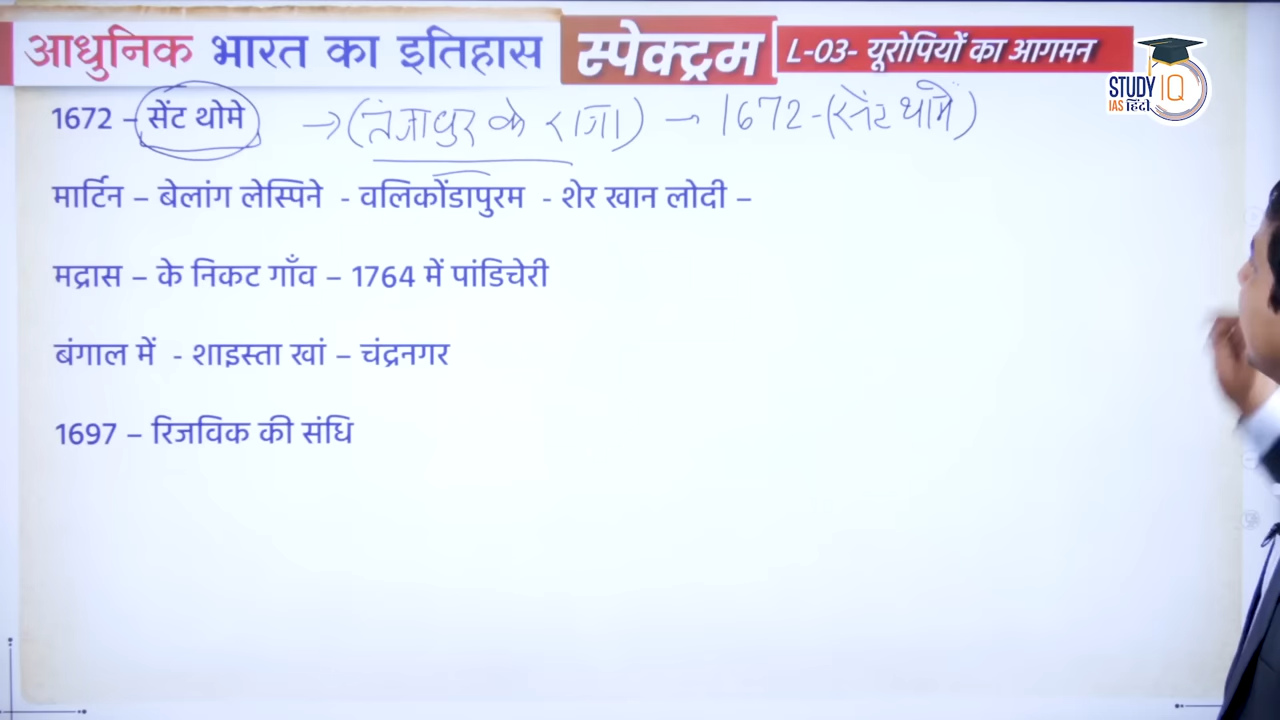 आधुनिक भारत का इतिहास स्पेक्ट्रम L-03- यूरोपियों का आगमन
STUDY IQ
IAS हिंदी
1672 – सेंट थोमे → (तंजावुर के राजा) → 1672-(सेंट थोमे)
मार्टिन – बेलांग लेस्पिने - वलिकोंडापुरम - शेर खान लोदी –
मद्रास – के निकट गाँव – 1764 में पांडिचेरी
बंगाल में - शाइस्ता खां – चंद्रनगर
1697 – रिजविक की संधि